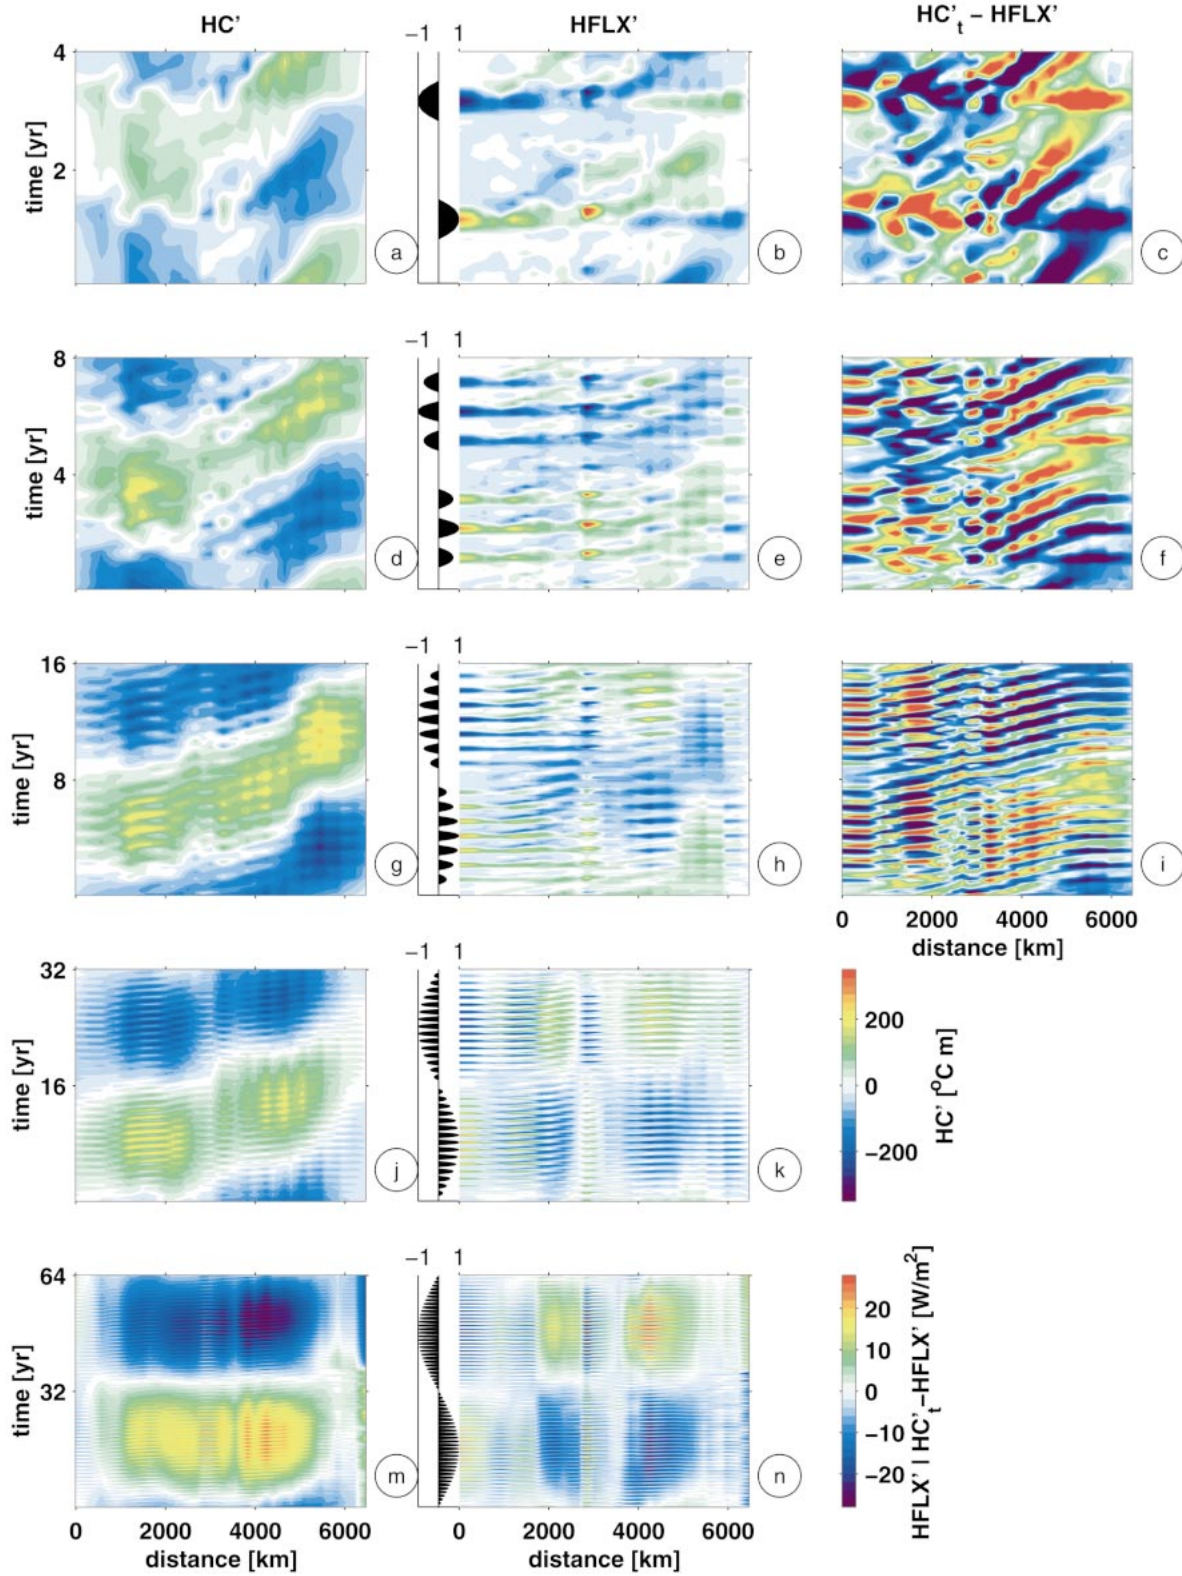 HC' HFLX' HC't – HFLX'
–1 1
4
2
time [yr]
a b c
–1 1
8
4
time [yr]
d e f
–1 1
16
8
time [yr]
g h i
0 2000 4000 6000
distance [km]
–1 1
32
16
time [yr]
j k
200
0
–200
HC' [°C m]
–1 1
64
32
time [yr]
m n
20
10
0
–10
–20
HFLX' | HC't–HFLX' [W/m2]
0 2000 4000 6000 0 2000 4000 6000
distance [km] distance [km]